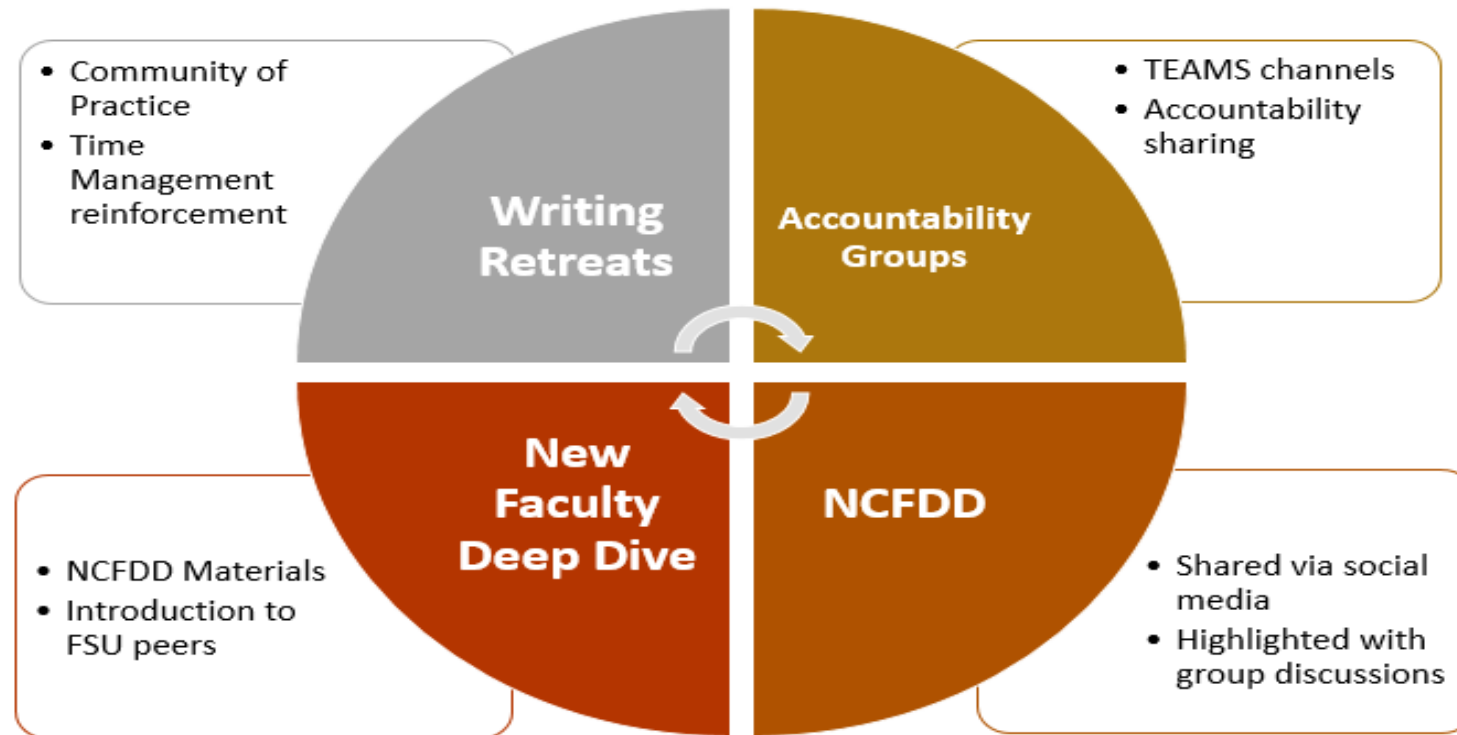 • Community of
Practice
• Time
Management
reinforcement
Writing
Retreats
Accountability
Groups
• TEAMS channels
• Accountability
sharing
• NCFDD Materials
• Introduction to
FSU peers
New
Faculty
Deep Dive
NCFDD
• Shared via social
media
• Highlighted with
group discussions